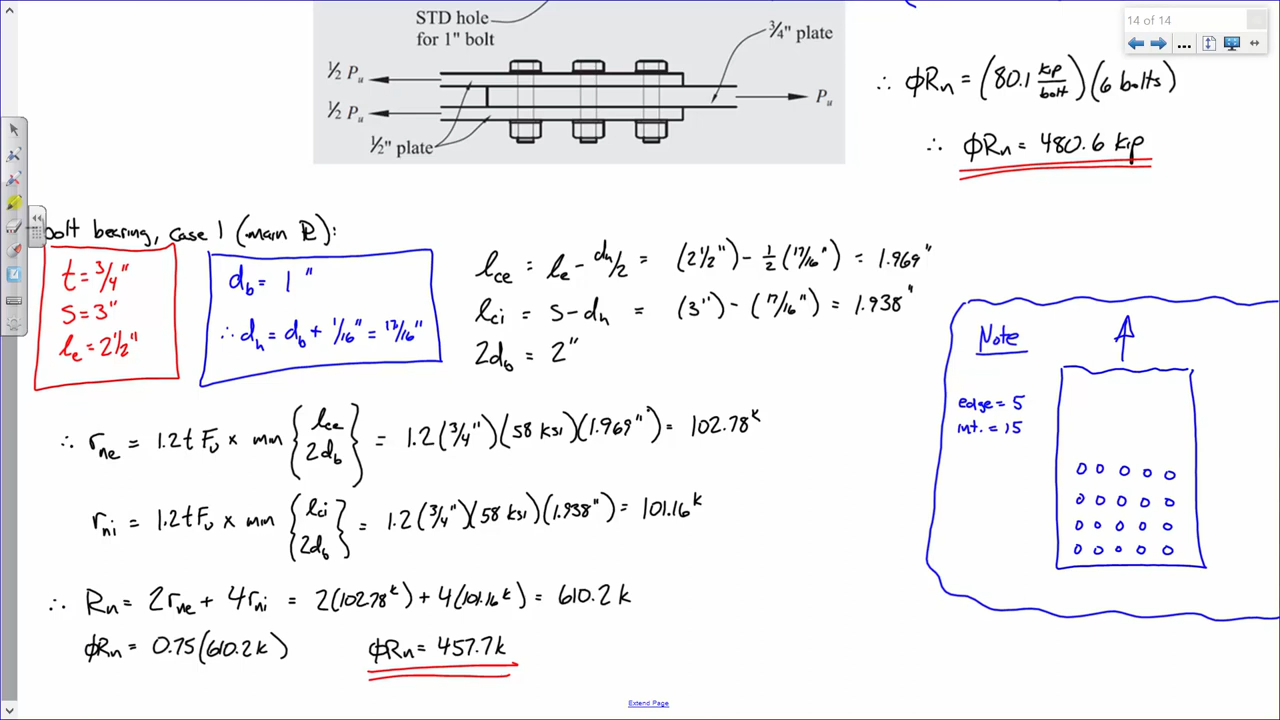 14 of 14
STD hole
for 1" bolt
¾" plate
½ Pu
½ Pu
Pu
½" plate
∴ ϕRn = (80.1 kip/bolt)(6 bolts)
∴ ϕRn = 480.6 kip
bolt bearing, case 1 (main PL):
t = ¾"
s = 3"
le = 2½"
db = 1"
∴ dh = db + 1/16" = 17/16"
lce = le - dh/2 = (2½") - ½(17/16") = 1.969"
lci = s - dh = (3") - (17/16") = 1.938"
2db = 2"
Note
edge = 5
int. = 15
∴ rne = 1.2tFu × min {lce 2db} = 1.2(¾")(58 ksi)(1.969") = 102.78k
rni = 1.2tFu × min {lci 2db} = 1.2(¾")(58 ksi)(1.938") = 101.16k
∴ Rn = 2rne + 4rni = 2(102.78k) + 4(101.16k) = 610.2k
ϕRn = 0.75(610.2k) ϕRn = 457.7k
Extend Page